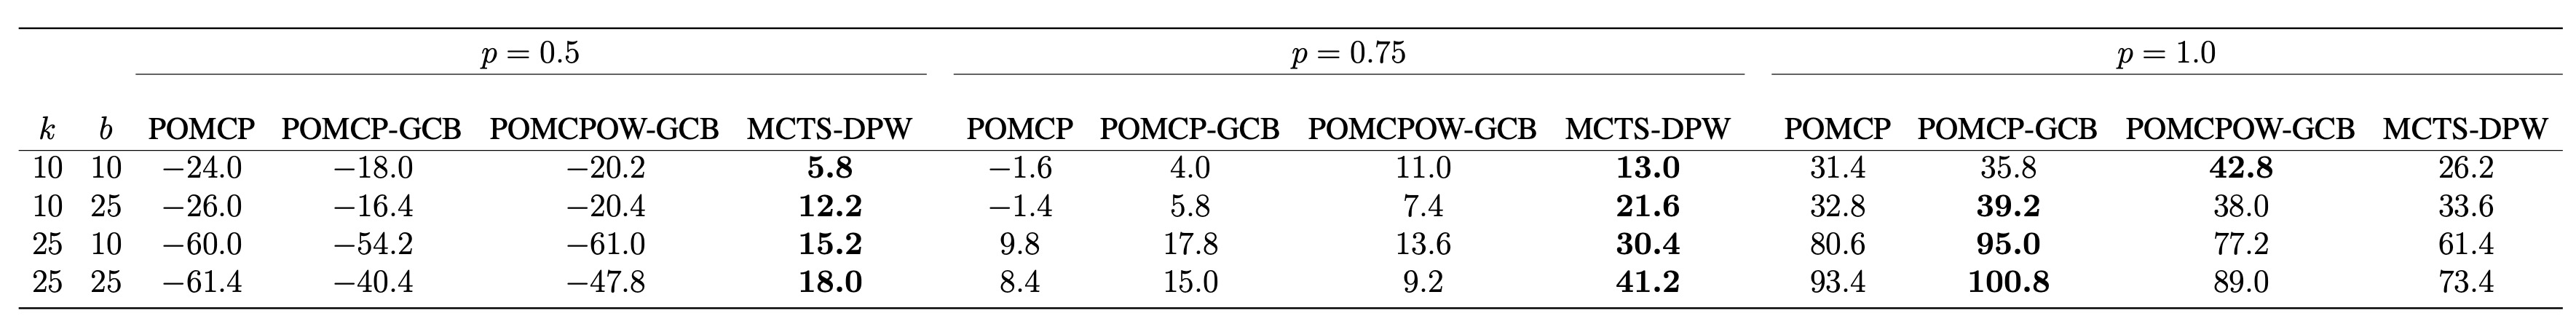 p = 0.5 p = 0.75 p = 1.0
k b POMCP POMCP-GCB POMCPOW-GCB MCTS-DPW POMCP POMCP-GCB POMCPOW-GCB MCTS-DPW POMCP POMCP-GCB POMCPOW-GCB MCTS-DPW
10 10 −24.0 −18.0 −20.2 5.8 −1.6 4.0 11.0 13.0 31.4 35.8 42.8 26.2
10 25 −26.0 −16.4 −20.4 12.2 −1.4 5.8 7.4 21.6 32.8 39.2 38.0 33.6
25 10 −60.0 −54.2 −61.0 15.2 9.8 17.8 13.6 30.4 80.6 95.0 77.2 61.4
25 25 −61.4 −40.4 −47.8 18.0 8.4 15.0 9.2 41.2 93.4 100.8 89.0 73.4